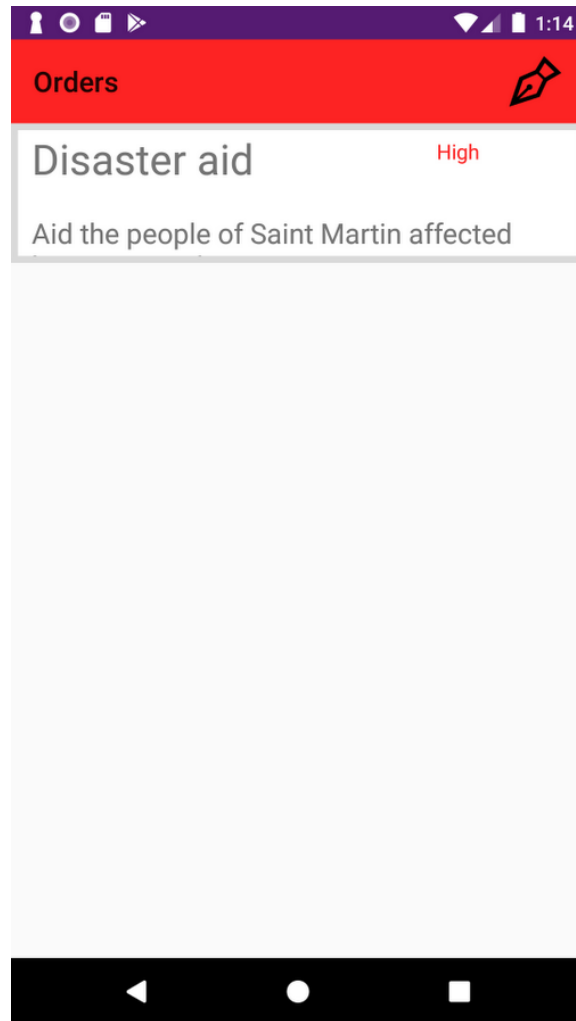 1:14
Orders
Disaster aid
High
Aid the people of Saint Martin affected